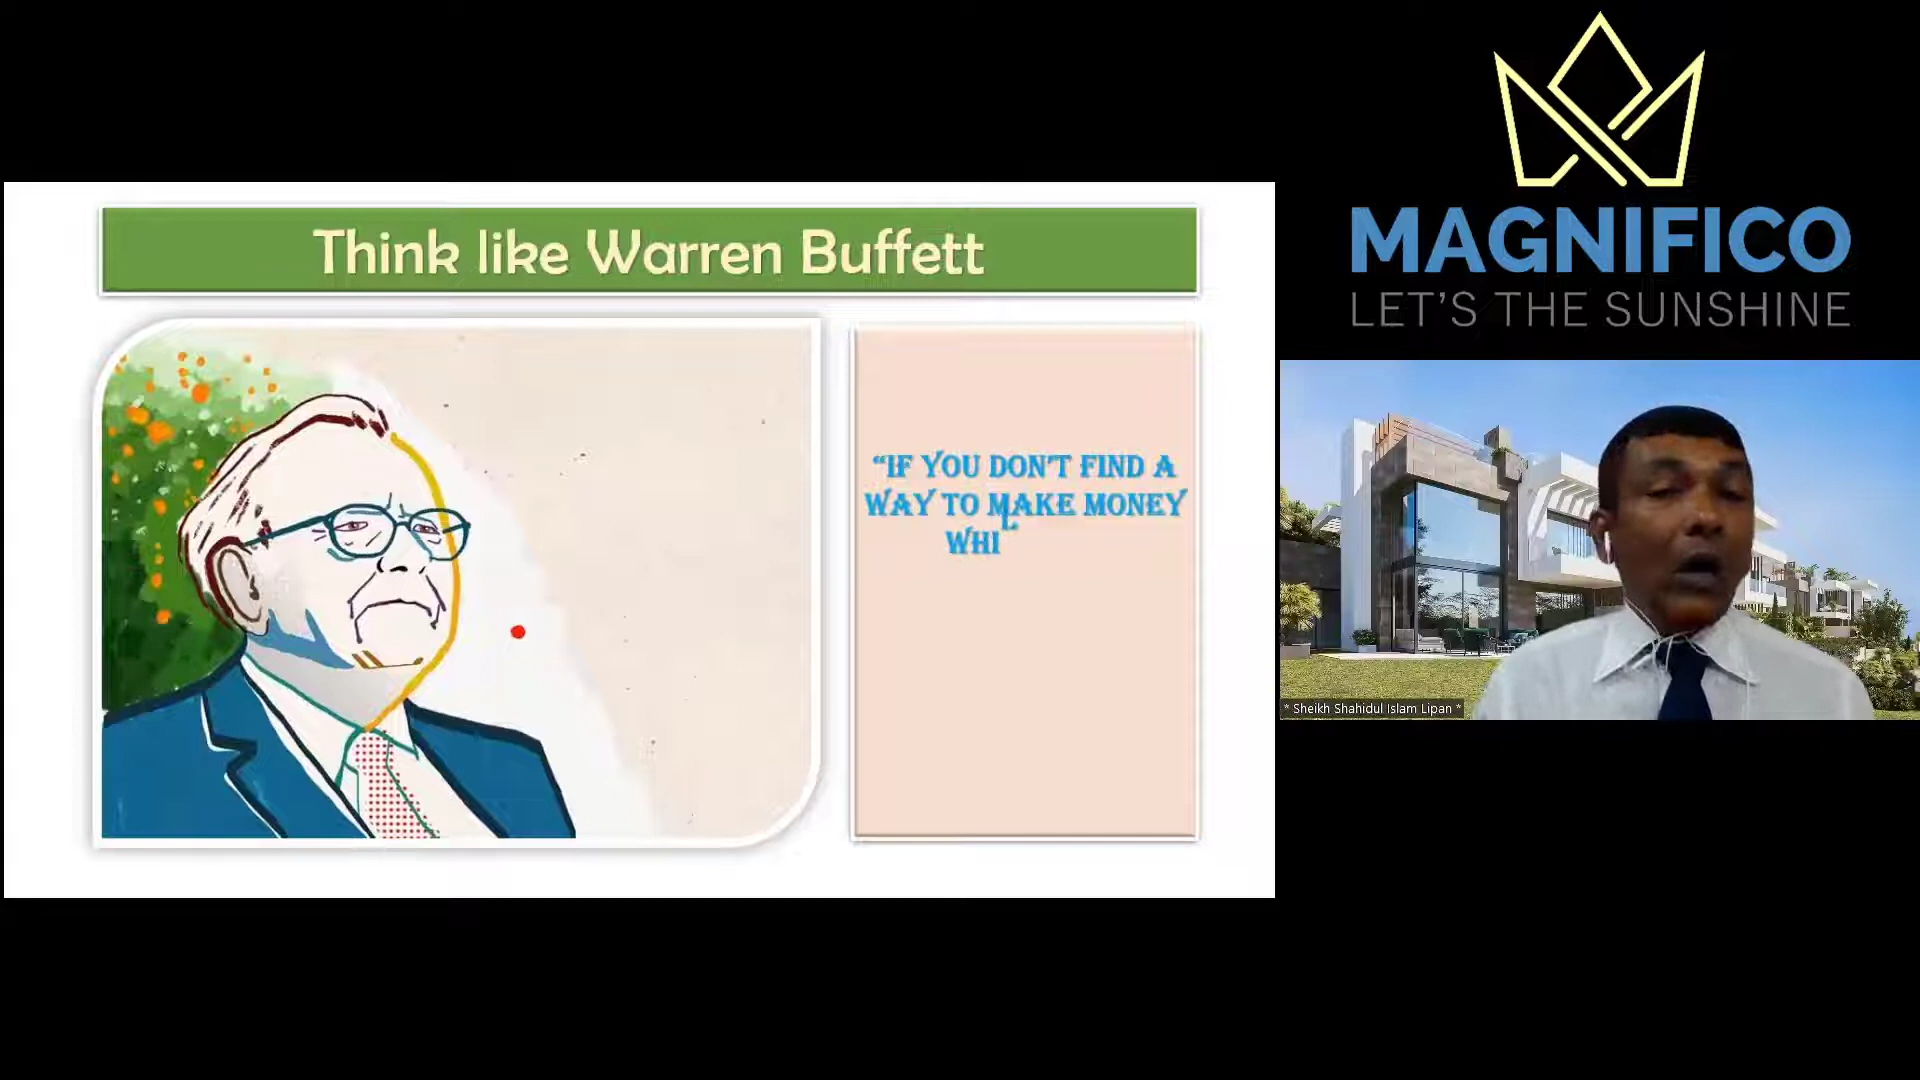 Think like Warren Buffett
“IF YOU DON’T FIND A
WAY TO MAKE MONEY
WHIL
MAGNIFICO
LET’S THE SUNSHINE
* Sheikh Shahidul Islam Lipan *